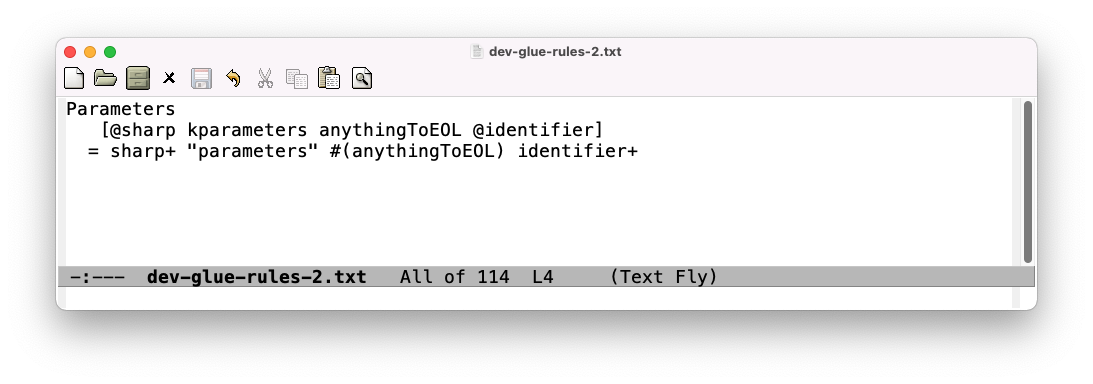 dev-glue-rules-2.txt
Parameters
[@sharp kparameters anythingToEOL @identifier]
= sharp+ "parameters" #(anythingToEOL) identifier+
-:--- dev-glue-rules-2.txt All of 114 L4 (Text Fly)